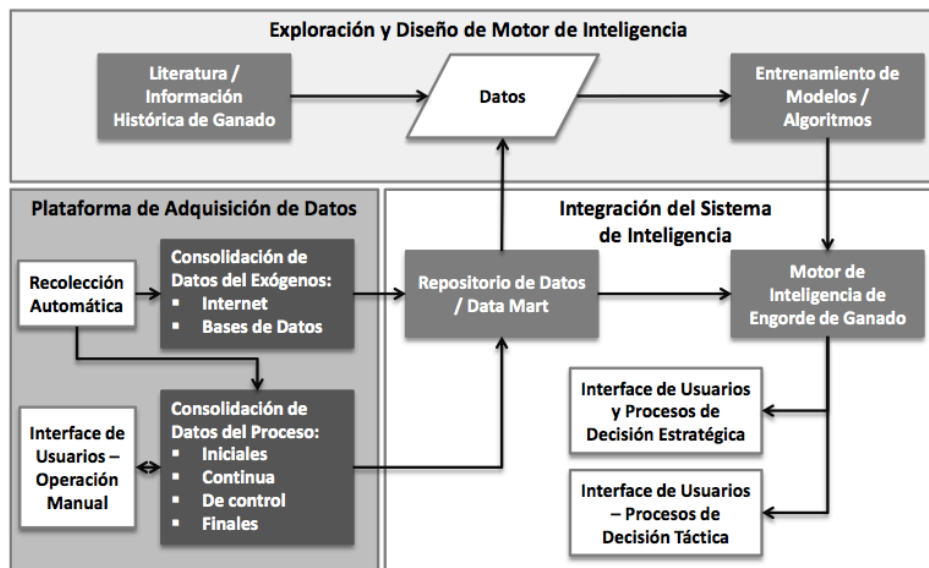 Exploración y Diseño de Motor de Inteligencia
Literatura /
Información
Histórica de Ganado
Datos
Entrenamiento de
Modelos /
Algoritmos
Plataforma de Adquisición de Datos
Recolección
Automática
Consolidación de
Datos del Exógenos:
▪ Internet
▪ Bases de Datos
Interface de
Usuarios –
Operación
Manual
Consolidación de
Datos del Proceso:
▪ Iniciales
▪ Continua
▪ De control
▪ Finales
Integración del Sistema
de Inteligencia
Repositorio de Datos
/ Data Mart
Motor de
Inteligencia de
Engorde de Ganado
Interface de Usuarios
y Procesos de
Decisión Estratégica
Interface de Usuarios
– Procesos de
Decisión Táctica